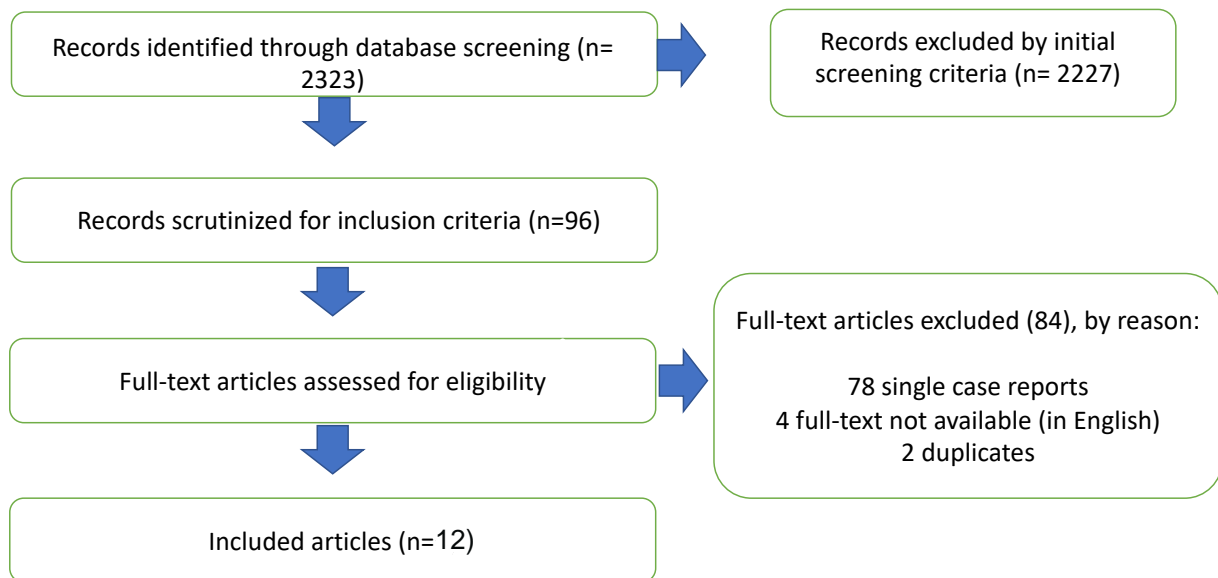 Records identified through database screening (n=
2323)
Records excluded by initial
screening criteria (n= 2227)
Records scrutinized for inclusion criteria (n=96)
Full-text articles assessed for eligibility
Full-text articles excluded (84), by reason:
78 single case reports
4 full-text not available (in English)
2 duplicates
Included articles (n=12)